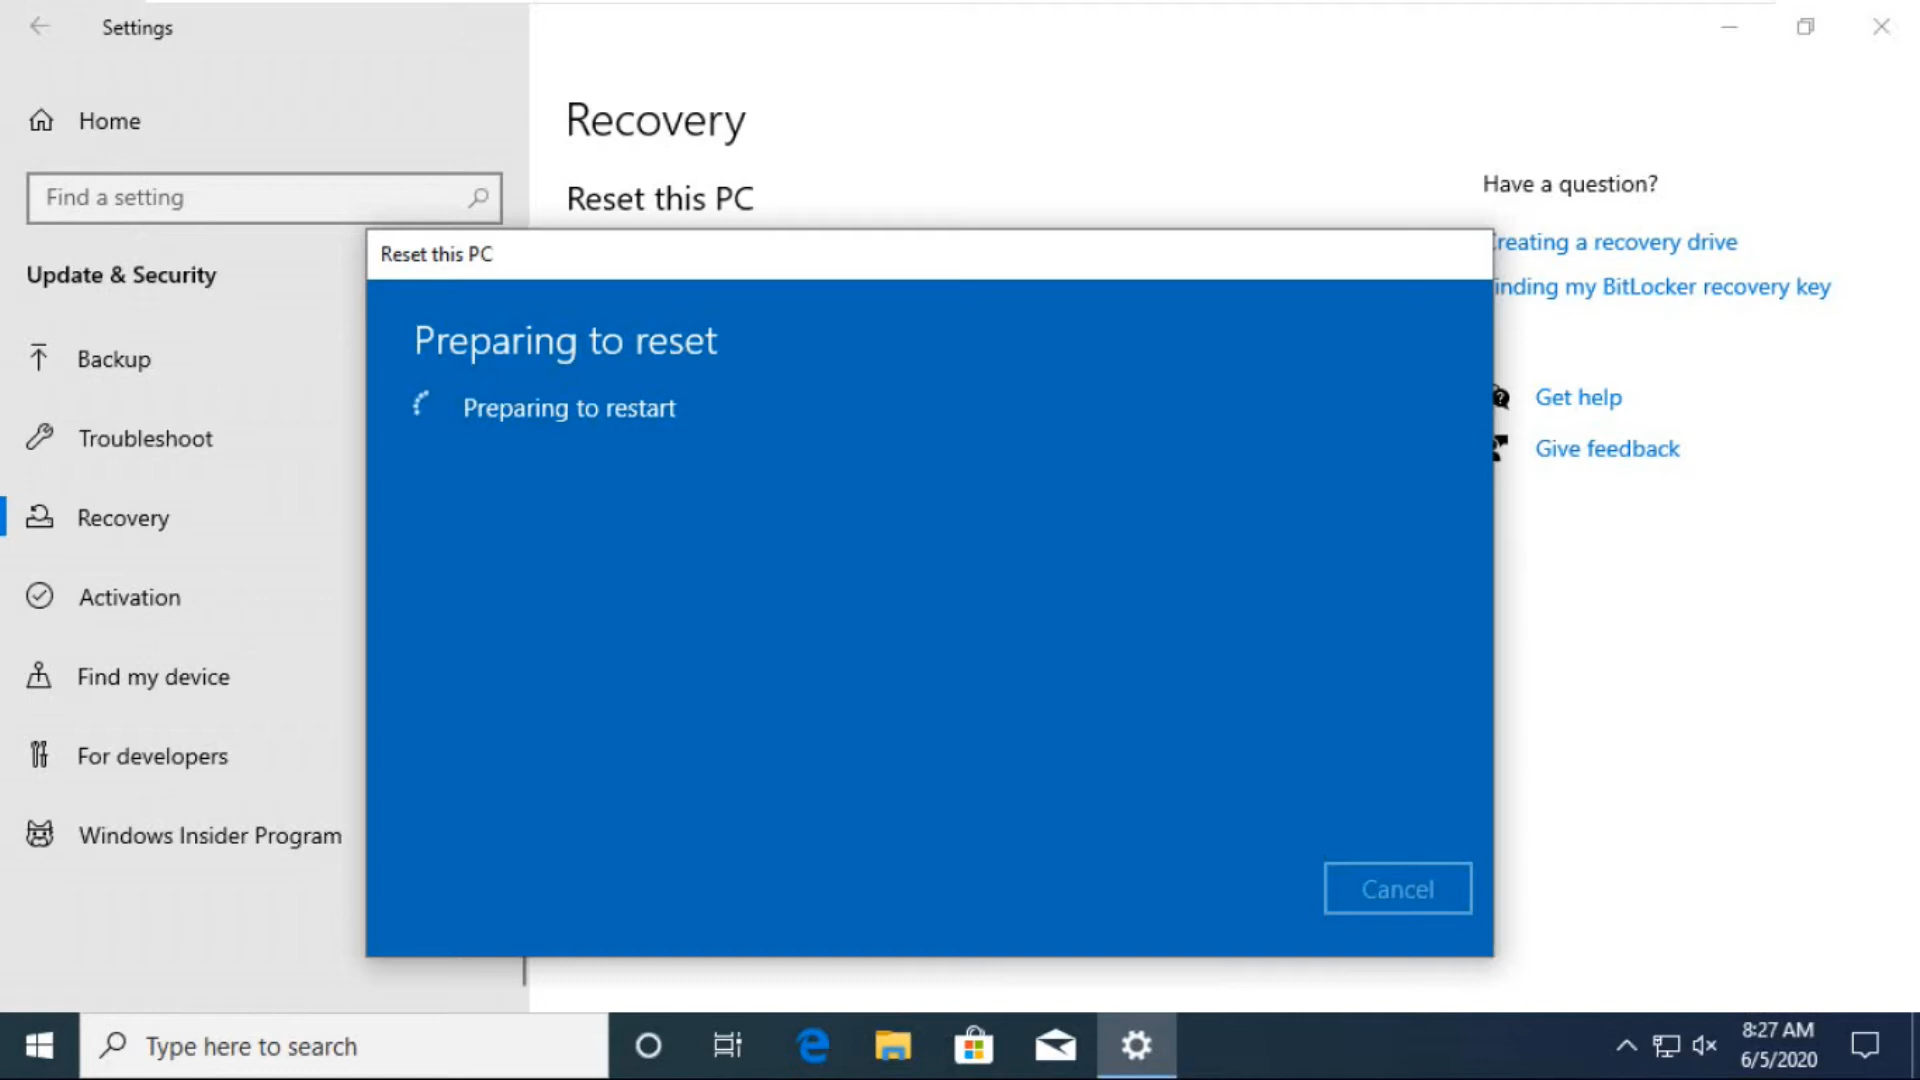 Settings
Home
Find a setting
Update & Security
Backup
Troubleshoot
Recovery
Activation
Find my device
For developers
Windows Insider Program
Recovery
Reset this PC
Reset this PC
Preparing to reset
Preparing to restart
Cancel
Have a question?
reating a recovery drive
inding my BitLocker recovery key
Get help
Give feedback
Type here to search
8:27 AM
6/5/2020